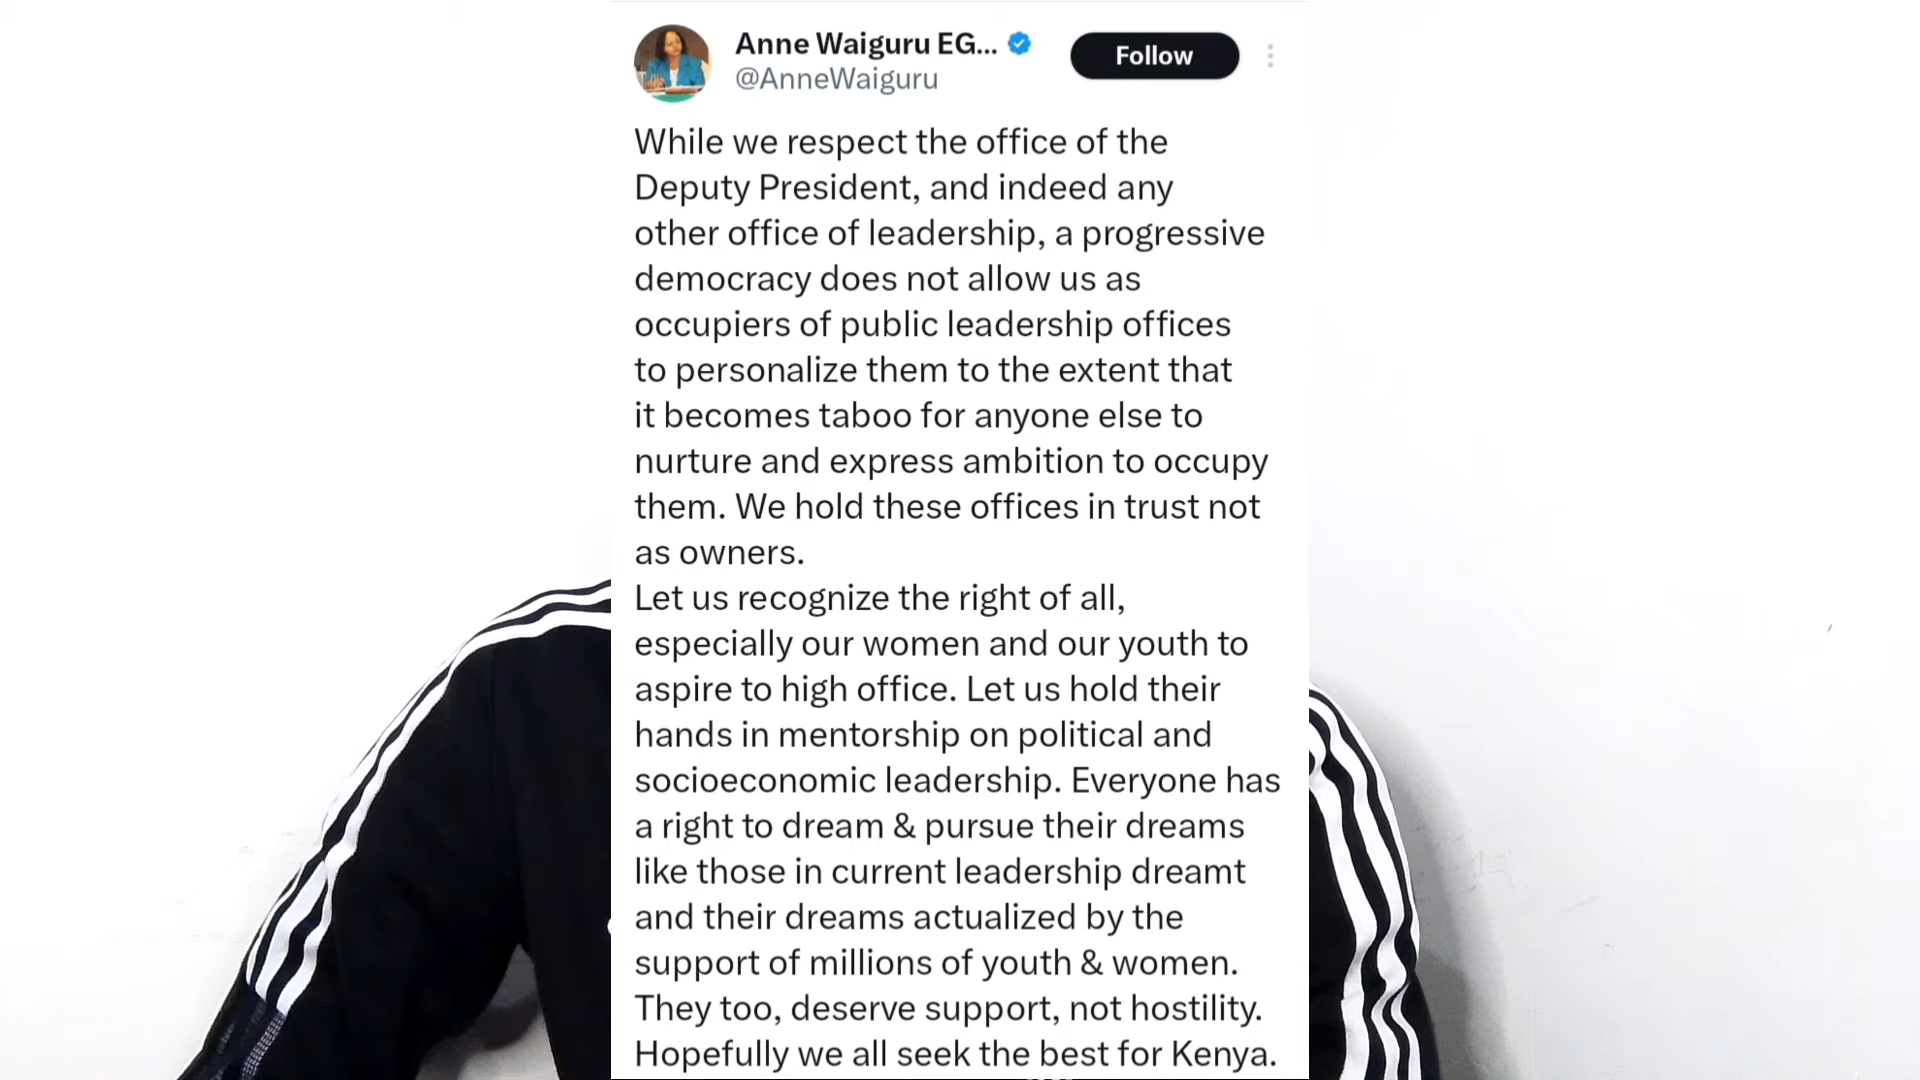 Anne Waiguru EG...
@AnneWaiguru
Follow
While we respect the office of the
Deputy President, and indeed any
other office of leadership, a progressive
democracy does not allow us as
occupiers of public leadership offices
to personalize them to the extent that
it becomes taboo for anyone else to
nurture and express ambition to occupy
them. We hold these offices in trust not
as owners.
Let us recognize the right of all,
especially our women and our youth to
aspire to high office. Let us hold their
hands in mentorship on political and
socioeconomic leadership. Everyone has
a right to dream & pursue their dreams
like those in current leadership dreamt
and their dreams actualized by the
support of millions of youth & women.
They too, deserve support, not hostility.
Hopefully we all seek the best for Kenya.